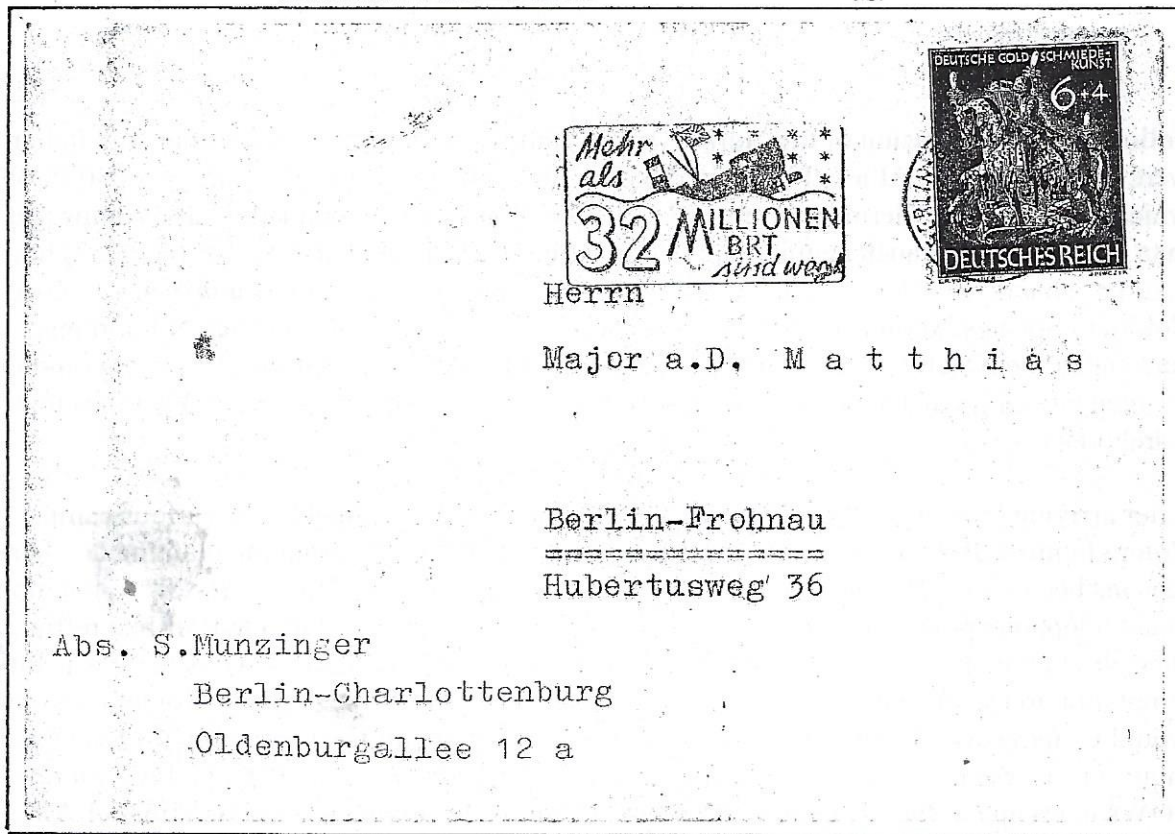 DEUTSCHE GOLDSCHMIEDE-
KUNST
6+4
DEUTSCHES REICH
Mehr
als
32 MILLIONEN
BRT
sind
Herrn
Major a.D. M a t t h i a s
Berlin-Frohnau
==============
Hubertusweg 36
Abs. S.Munzinger
Berlin-Charlottenburg
Oldenburgallee 12 a